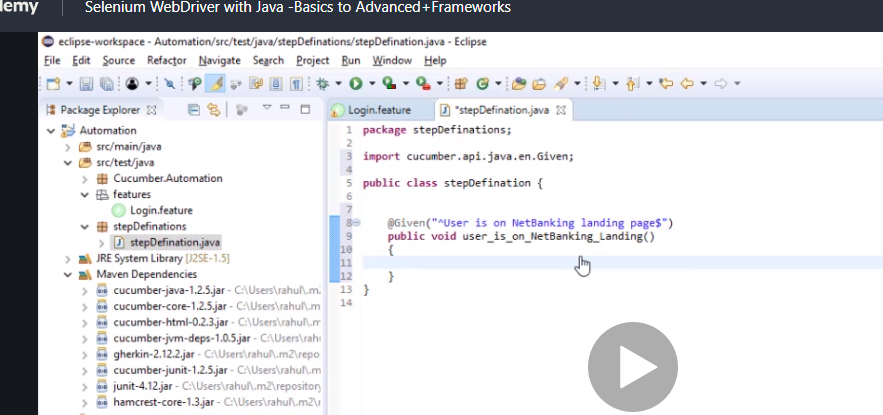 demy Selenium WebDriver with Java -Basics to Advanced+Frameworks
eclipse-workspace - Automation/src/test/java/stepDefinations/stepDefination.java - Eclipse
File Edit Source Refactor Navigate Search Project Run Window Help
Package Explorer
Automation
src/main/java
src/test/java
Cucumber.Automation
features
Login.feature
stepDefinations
stepDefination.java
JRE System Library [J2SE-1.5]
Maven Dependencies
cucumber-java-1.2.5.jar - C:\Users\rahul\.m
cucumber-core-1.2.5.jar - C:\Users\rahul\.m
cucumber-html-0.2.3.jar - C:\Users\rahul\.m
cucumber-jvm-deps-1.0.5.jar - C:\Users\rah
gherkin-2.12.2.jar - C:\Users\rahul\.m2\repo
cucumber-junit-1.2.5.jar - C:\Users\rahul\.m
junit-4.12.jar - C:\Users\rahul\.m2\repository
hamcrest-core-1.3.jar - C:\Users\rahul\.m2\r
Login.feature *stepDefination.java
1 package stepDefinations;
2
3 import cucumber.api.java.en.Given;
4
5 public class stepDefination {
6
7
8 @Given("^User is on NetBanking landing page$")
9 public void user_is_on_NetBanking_Landing()
10 {
11
12 }
13 }
14